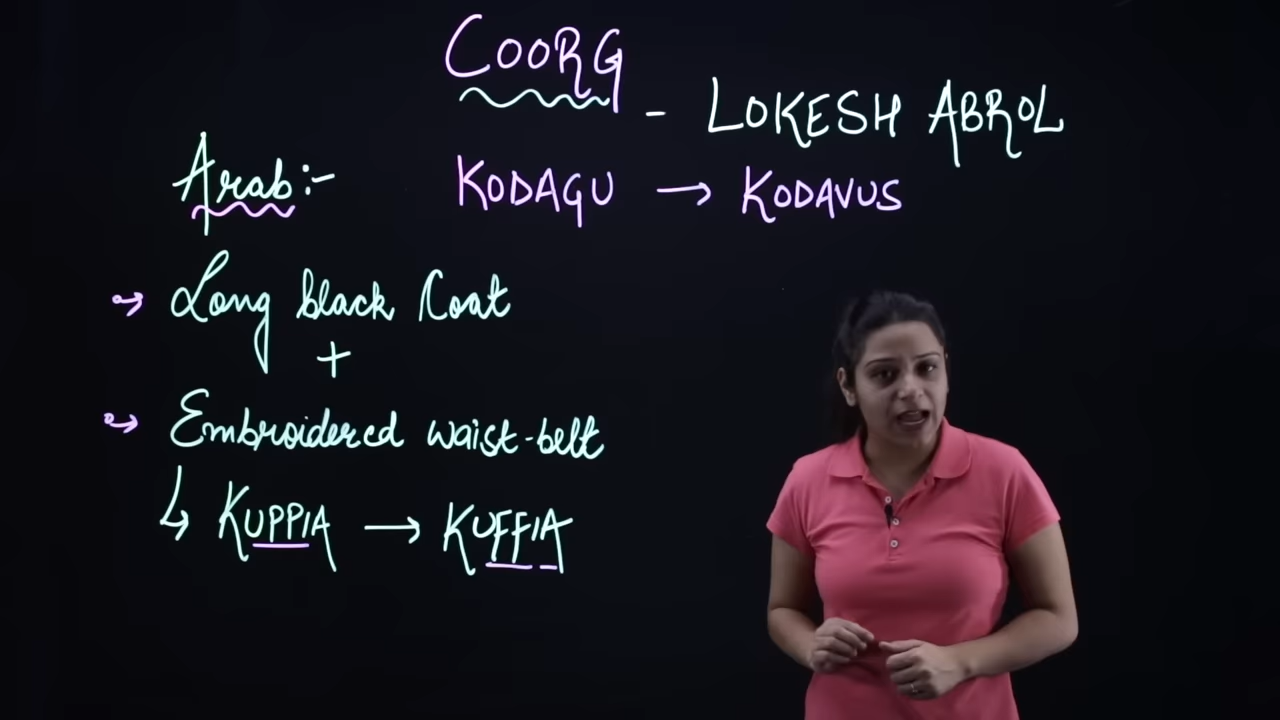 COORG
- LOKESH ABROL
Arab:-
KODAGU → KODAVUS
→ Long black Coat
+
→ Embroidered waist-belt
↳ KUPPIA → KUFFIA